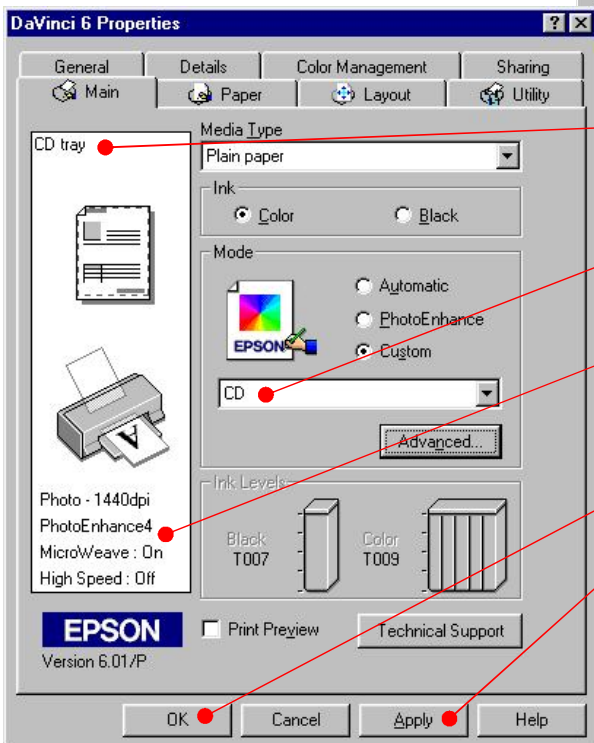 DaVinci 6 Properties
? ×
General Details Color Management Sharing
Main Paper Layout Utility
CD tray
Media Type
Plain paper
Ink
Color Black
Mode
Automatic
PhotoEnhance
Custom
EPSON
CD
Advanced...
A
Photo - 1440dpi
PhotoEnhance4
MicroWeave : On
High Speed : Off
Ink Levels
Black
T007
Color
T009
EPSON
Version 6.01/P
Print Preview
Technical Support
OK Cancel Apply Help